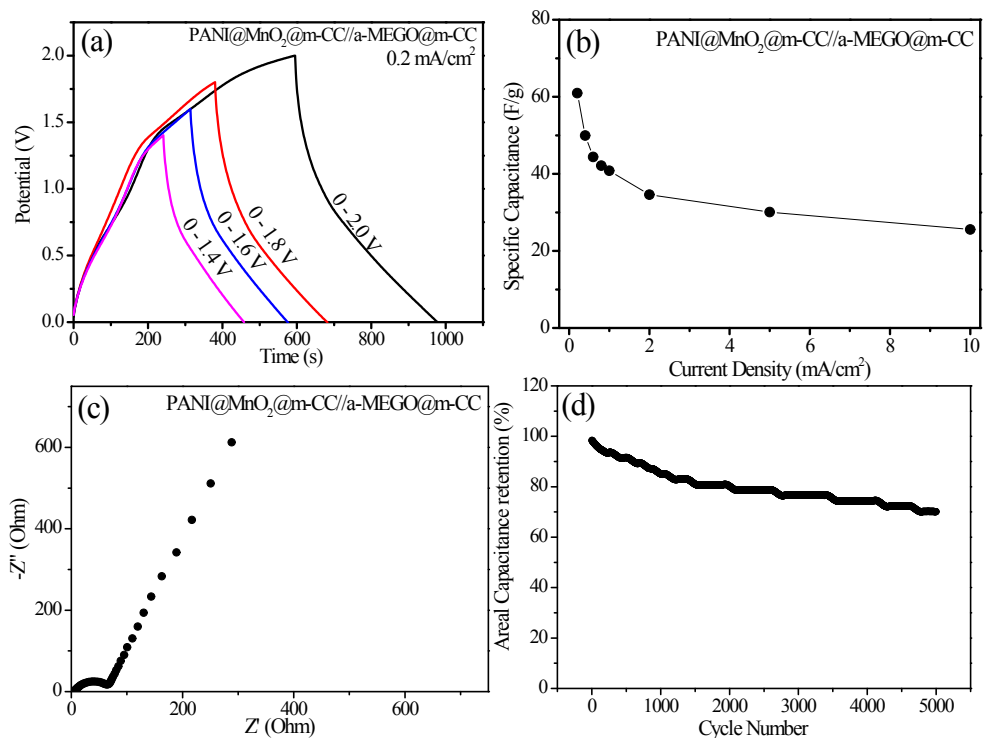 (a)
PANI@MnO₂@m-CC//a-MEGO@m-CC
0.2 mA/cm²
2.0
1.5
1.0
0.5
0.0
Potential (V)
0 - 1.4 V
0 - 1.6 V
0 - 1.8 V
0 - 2.0 V
0 200 400 600 800 1000
Time (s)
(b)
PANI@MnO₂@m-CC//a-MEGO@m-CC
80
60
40
20
0
Specific Capacitance (F/g)
0 2 4 6 8 10
Current Density (mA/cm²)
(c)
PANI@MnO₂@m-CC//a-MEGO@m-CC
600
400
200
0
-Z'' (Ohm)
0 200 400 600
Z' (Ohm)
(d)
120
100
80
60
40
20
0
Areal Capacitance retention (%)
0 1000 2000 3000 4000 5000
Cycle Number